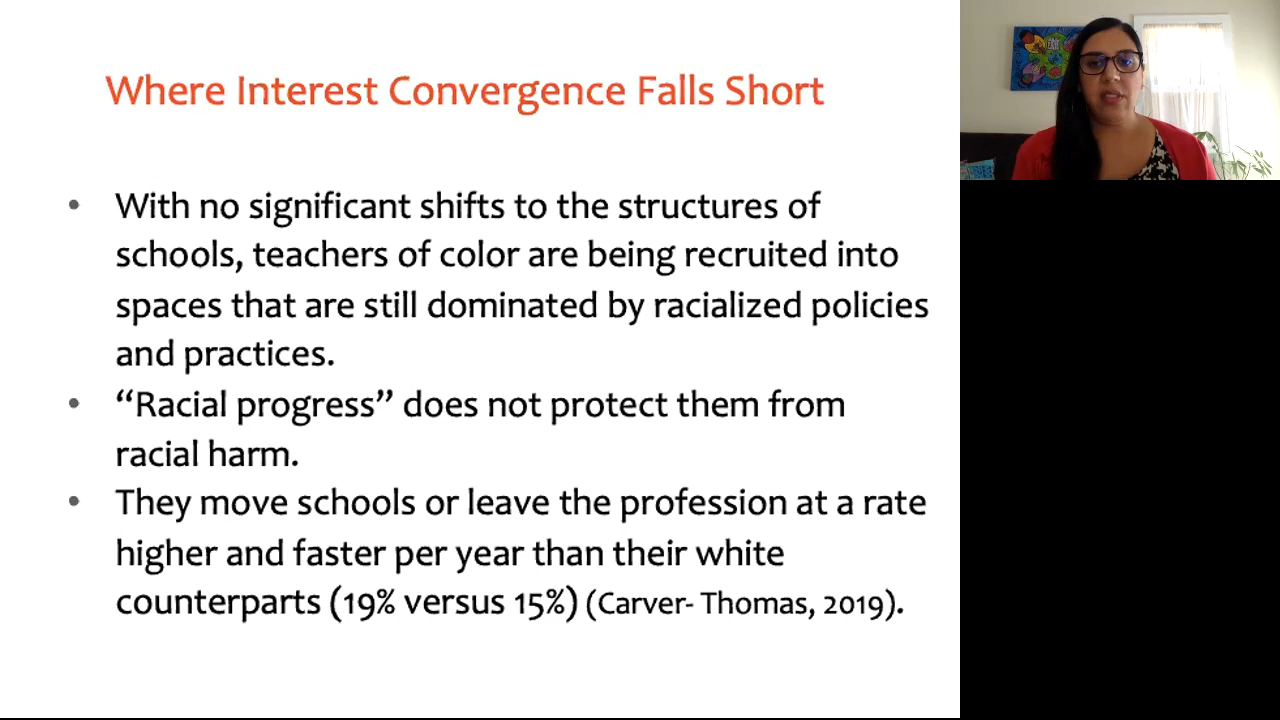 Where Interest Convergence Falls Short
• With no significant shifts to the structures of
schools, teachers of color are being recruited into
spaces that are still dominated by racialized policies
and practices.
• “Racial progress” does not protect them from
racial harm.
• They move schools or leave the profession at a rate
higher and faster per year than their white
counterparts (19% versus 15%) (Carver- Thomas, 2019).